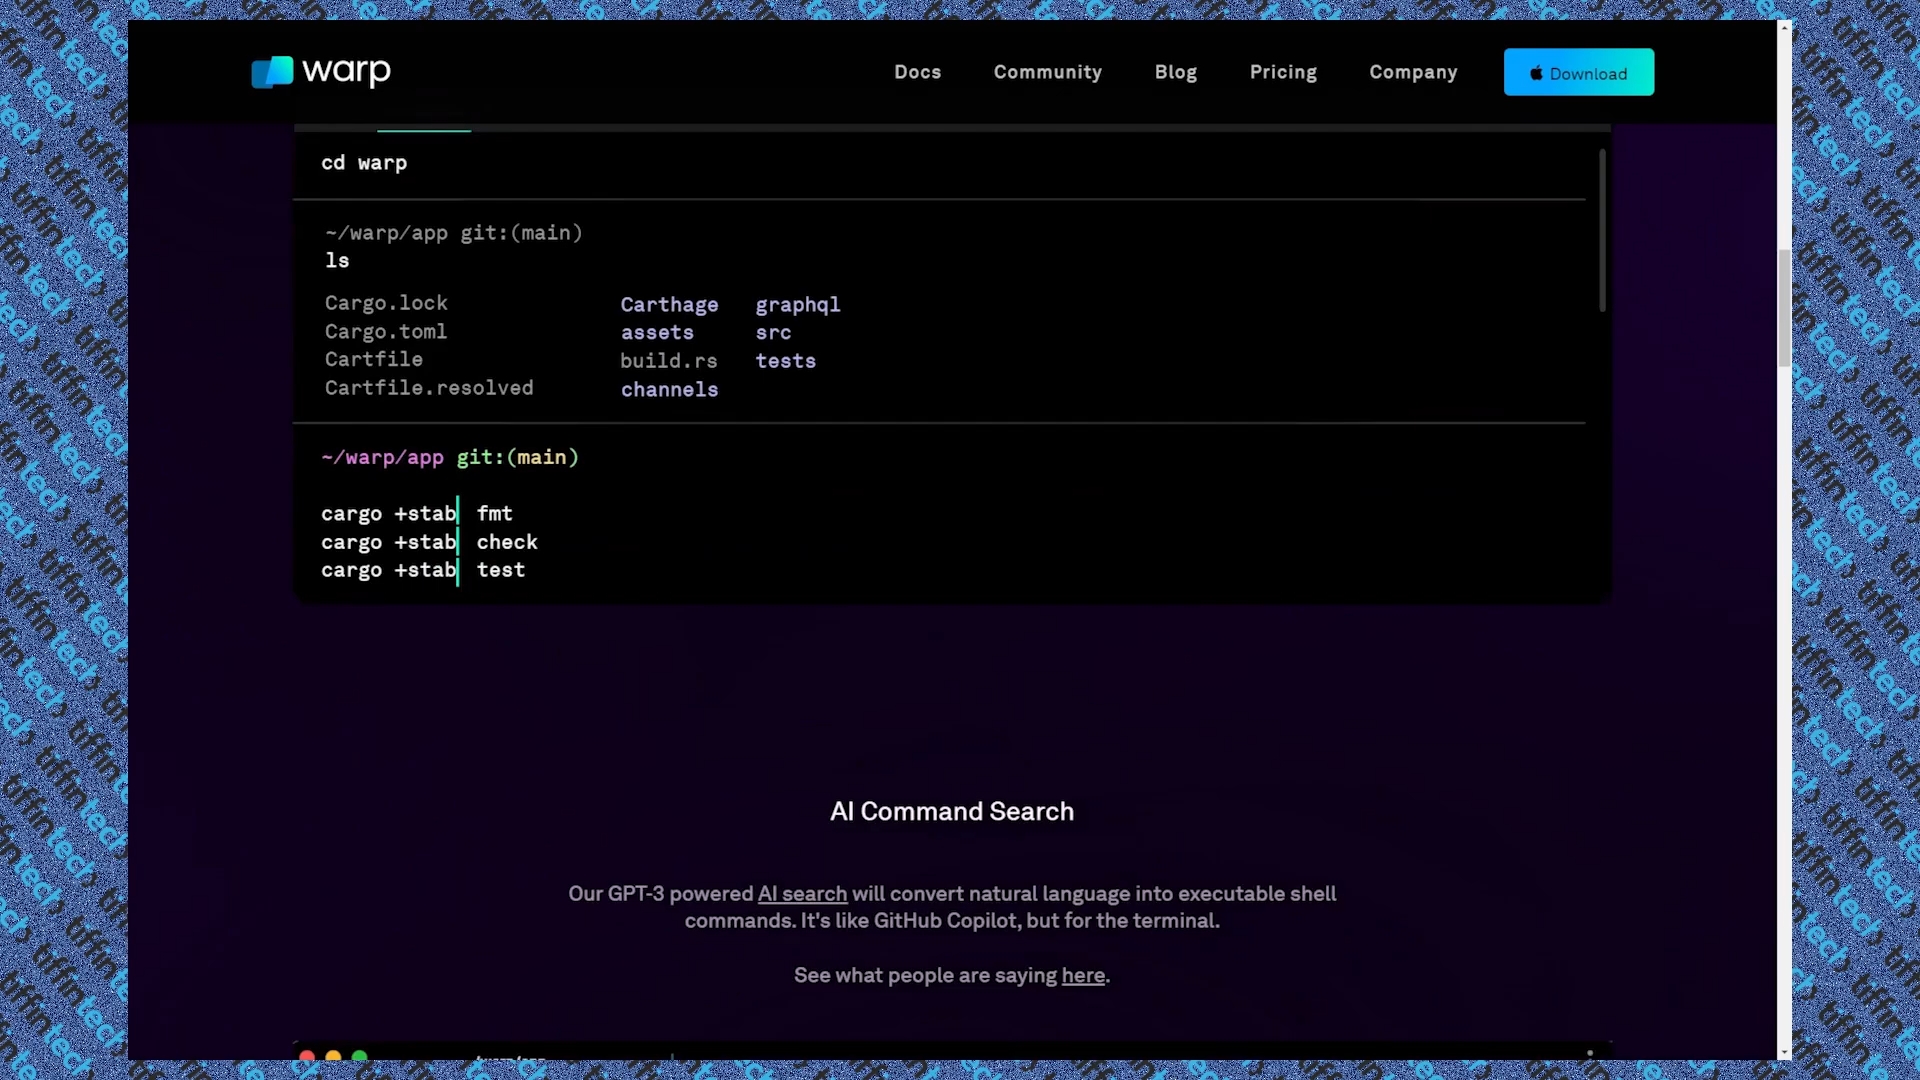 warp
Docs Community Blog Pricing Company Download
cd warp
~/warp/app git:(main)
ls
Cargo.lock Carthage graphql
Cargo.toml assets src
Cartfile build.rs tests
Cartfile.resolved channels
~/warp/app git:(main)
cargo +stab fmt
cargo +stab check
cargo +stab test
AI Command Search
Our GPT-3 powered AI search will convert natural language into executable shell
commands. It's like GitHub Copilot, but for the terminal.
See what people are saying here.
tiffintech